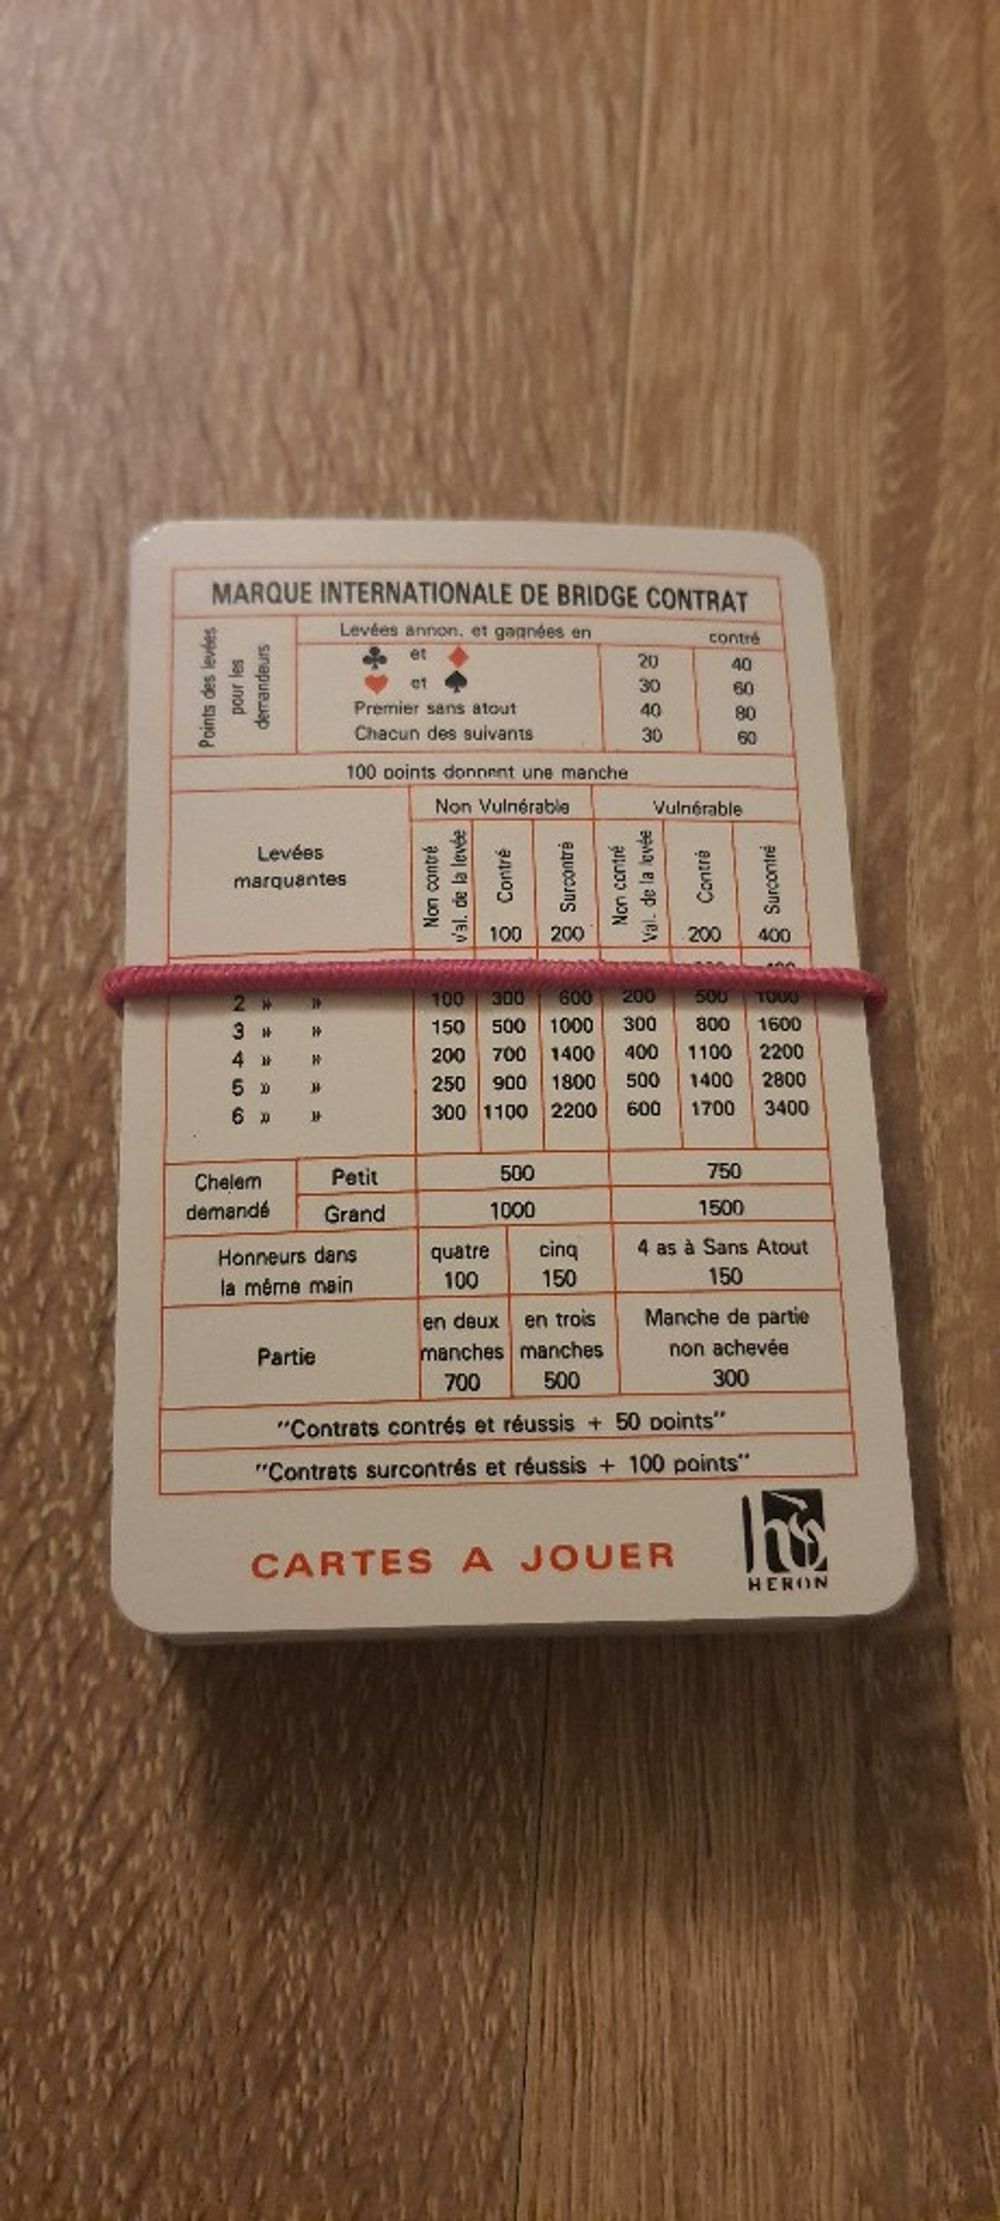 MARQUE INTERNATIONALE DE BRIDGE CONTRAT
Points des levées
pour les
demandeurs
Levées annon. et gagnées en contré
et 20 40
et 30 60
Premier sans atout 40 80
Chacun des suivants 30 60
100 points donnent une manche
Levées
marquantes
Non Vulnérable Vulnérable
Non contré
Val. de la levée
Contré
Surcontré
Non contré
Val. de la levée
Contré
Surcontré
100 200 200 400
2 » » 100 300 600 200 500 1000
3 » » 150 500 1000 300 800 1600
4 » » 200 700 1400 400 1100 2200
5 » » 250 900 1800 500 1400 2800
6 » » 300 1100 2200 600 1700 3400
Chelem
demandé
Petit 500 750
Grand 1000 1500
Honneurs dans
la même main
quatre
100
cinq
150
4 as à Sans Atout
150
Partie
en deux
manches
700
en trois
manches
500
Manche de partie
non achevée
300
"Contrats contrés et réussis + 50 points"
"Contrats surcontrés et réussis + 100 points"
CARTES A JOUER
HERON